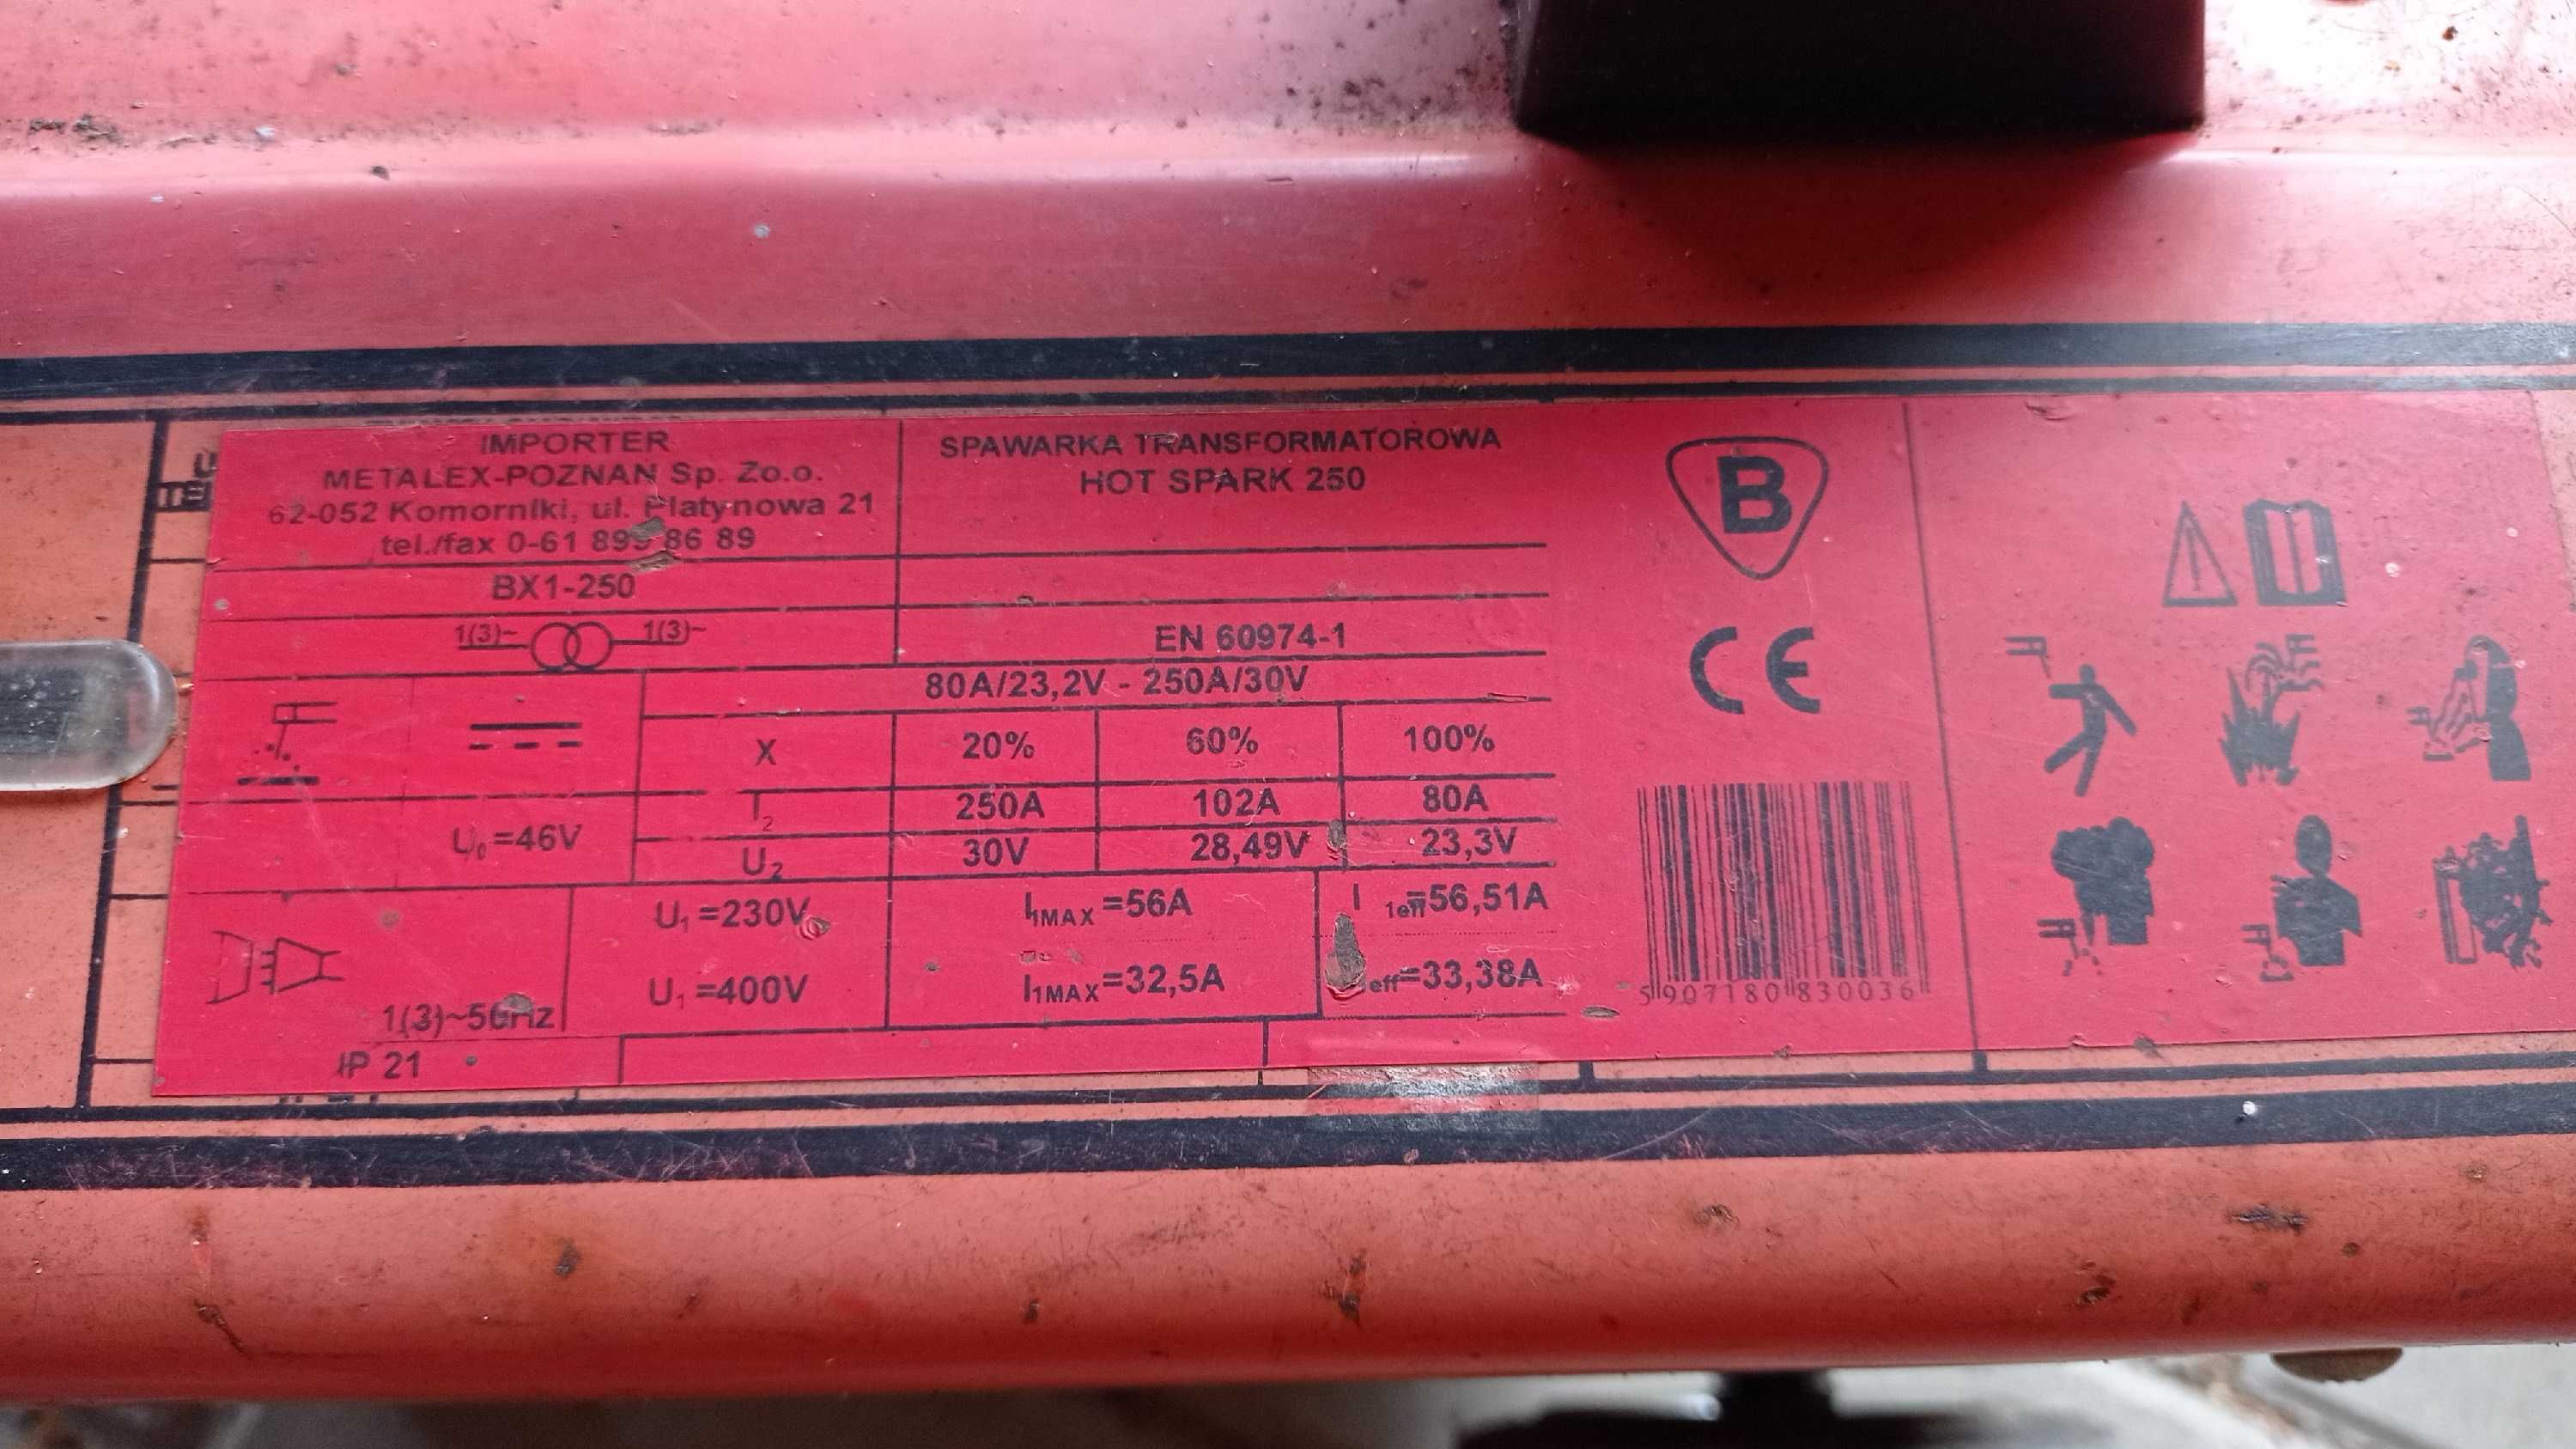 IMPORTER
METALEX-POZNAN Sp. Zo.o.
62-052 Komorniki, ul. Platynowa 21
tel./fax 0-61 899 86 89
SPAWARKA TRANSFORMATOROWA
HOT SPARK 250
B
BX1-250
1(3)~ 1(3)~
EN 60974-1
CE
80A/23,2V - 250A/30V
X 20% 60% 100%
I2 250A 102A 80A
U0 =46V
U2 30V 28,49V 23,3V
U1 =230V I1MAX =56A I1eff=56,51A
U1 =400V I1MAX=32,5A eff=33,38A
1(3)~50Hz
IP 21
5 907180 830036